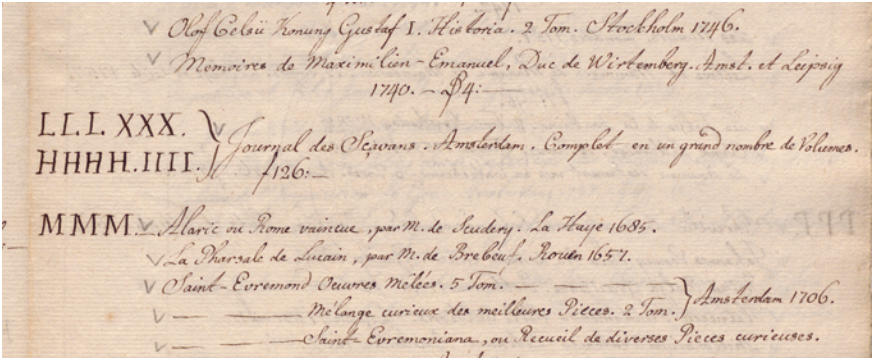 Olof Celsii Konung Gustaf I. Historia. 2 Tom. Stockholm 1746.
Memoires de Maximilien-Emanuel, Duc de Wirtemberg. Amst. et Leipzig
1740. —
LLL XXX.
Journal des Sçavans. Amsterdam. Complet en un grand nombre de Volumes.
HHHH.IIII.
126:—
MMM. Alaric ou Rome vaincue, par M. de Scudery. La Haye 1685.
La Pharsale de Lucain, par M. de Brebeuf. Rouen 1657.
Saint-Evremond Oeuvres Mélées. 5 Tom. — —
— — Mélange curieux des meilleures Pieces. 2 Tom. } Amsterdam 1706.
— — Saint-Evremoniana, ou Recueil de diverses Pieces curieuses.